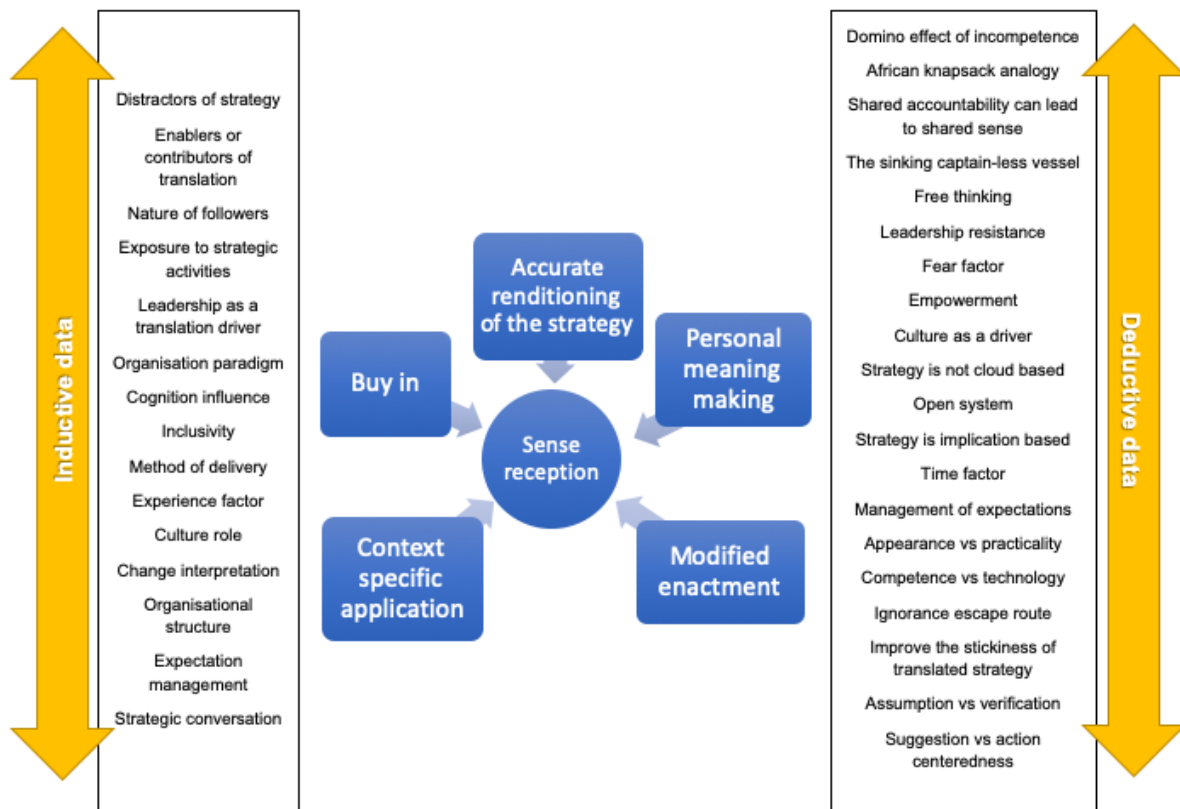 Inductive data
Distractors of strategy
Enablers or
contributors of
translation
Nature of followers
Exposure to strategic
activities
Leadership as a
translation driver
Organisation paradigm
Cognition influence
Inclusivity
Method of delivery
Experience factor
Culture role
Change interpretation
Organisational
structure
Expectation
management
Strategic conversation
Accurate
renditioning
of the strategy
Buy in
Personal
meaning
making
Sense
reception
Context
specific
application
Modified
enactment
Domino effect of incompetence
African knapsack analogy
Shared accountability can lead
to shared sense
The sinking captain-less vessel
Free thinking
Leadership resistance
Fear factor
Empowerment
Culture as a driver
Strategy is not cloud based
Open system
Strategy is implication based
Time factor
Management of expectations
Appearance vs practicality
Competence vs technology
Ignorance escape route
Improve the stickiness of
translated strategy
Assumption vs verification
Suggestion vs action
centeredness
Deductive data